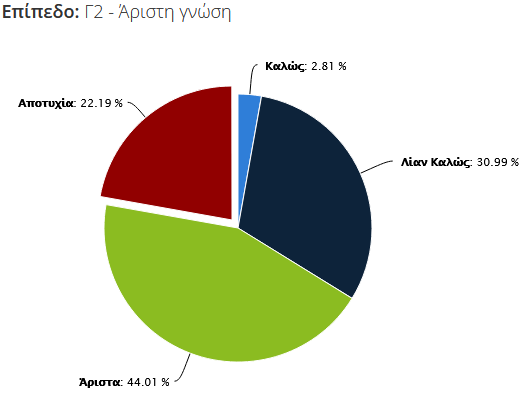 Επίπεδο: Γ2 - Άριστη γνώση
Καλώς: 2.81 %
Αποτυχία: 22.19 %
Λίαν Καλώς: 30.99 %
Άριστα: 44.01 %